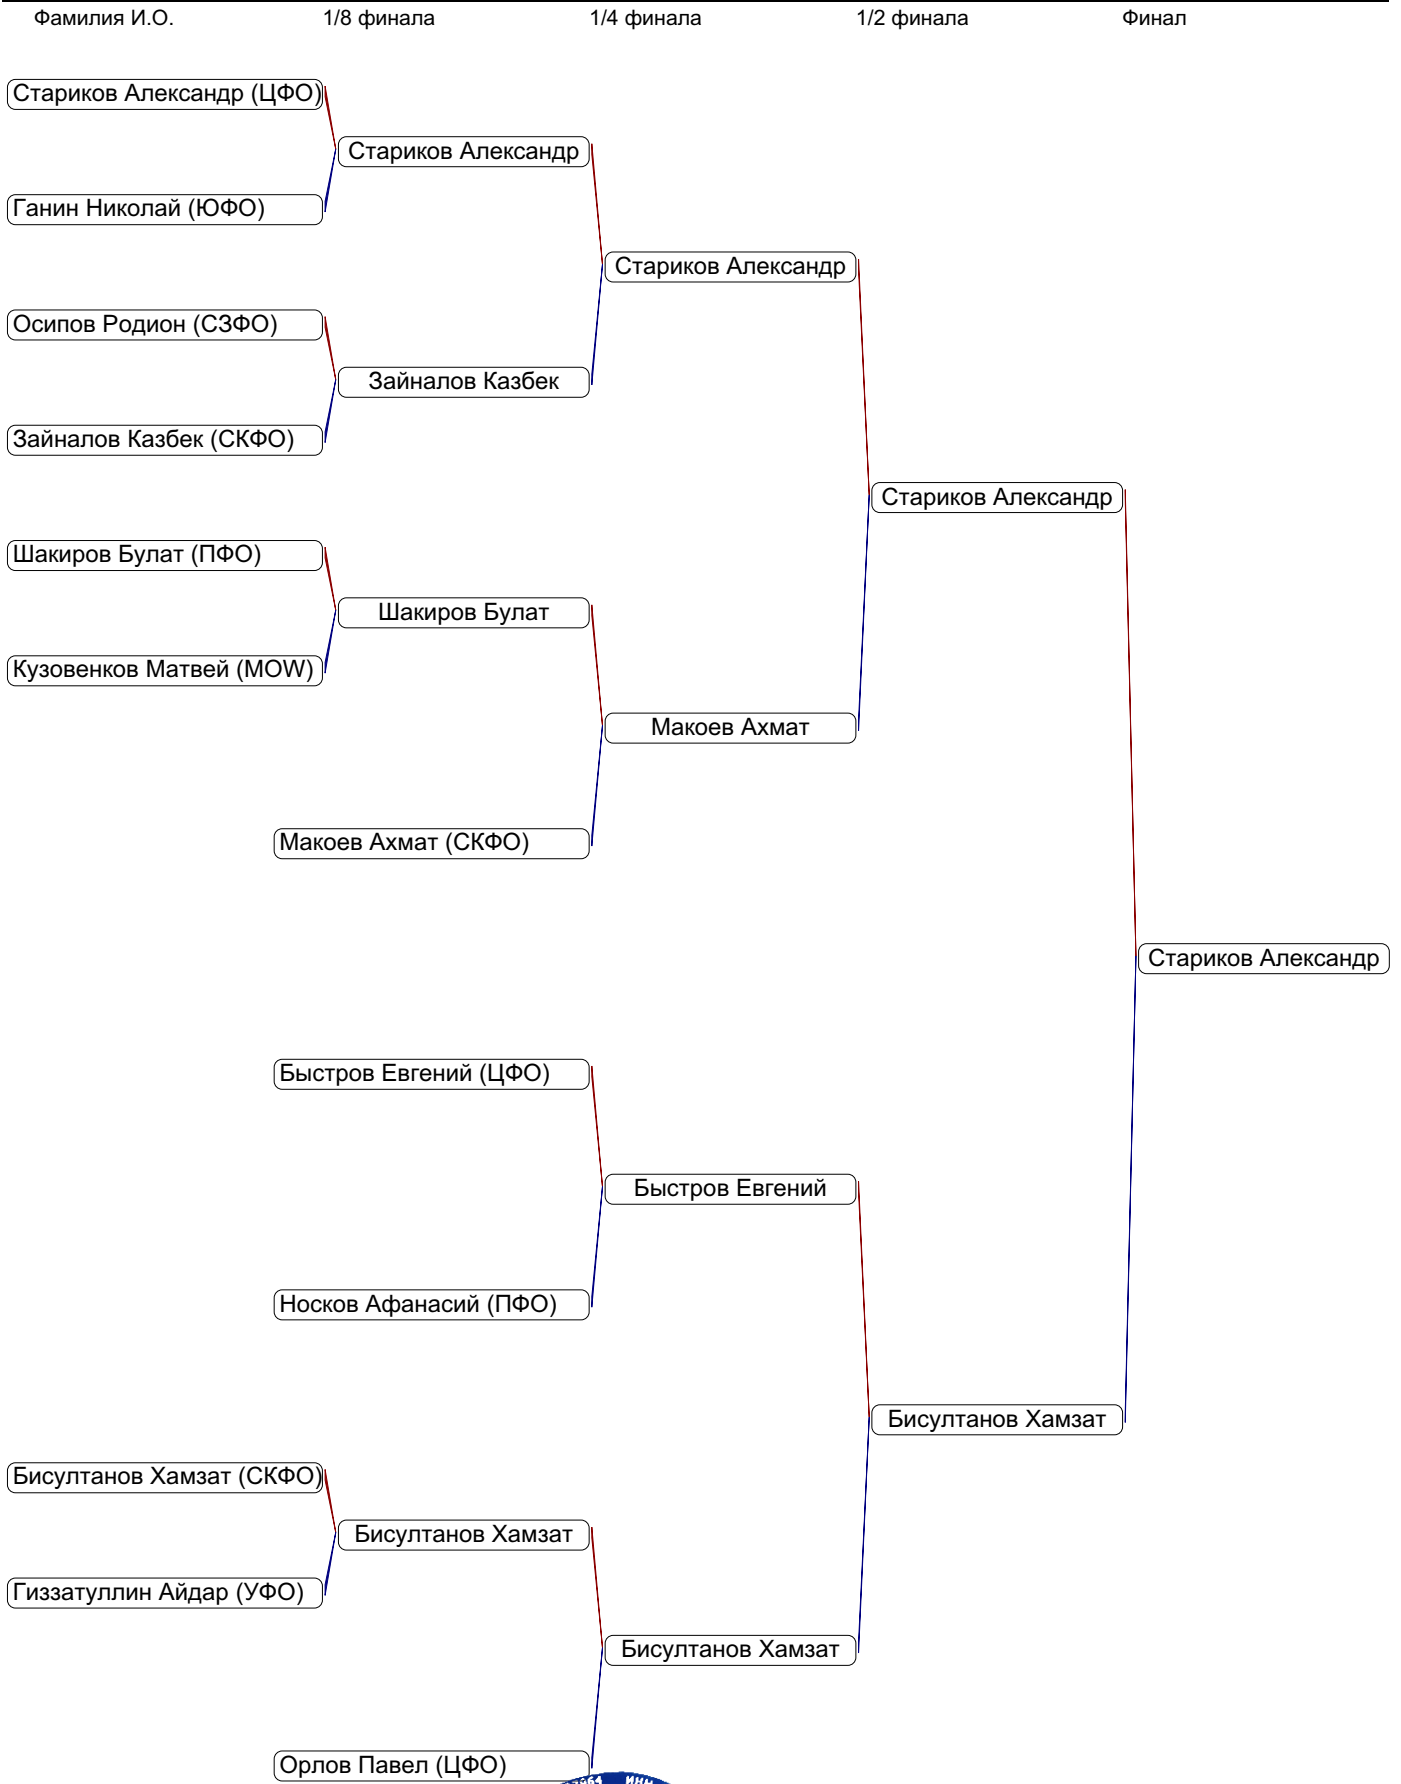 Фамилия И.О. 1/8 финала 1/4 финала 1/2 финала Финал
Стариков Александр (ЦФО)
Стариков Александр
Ганин Николай (ЮФО)
Стариков Александр
Осипов Родион (СЗФО)
Зайналов Казбек
Зайналов Казбек (СКФО)
Стариков Александр
Шакиров Булат (ПФО)
Шакиров Булат
Кузовенков Матвей (MOW)
Макоев Ахмат
Макоев Ахмат (СКФО)
Стариков Александр
Быстров Евгений (ЦФО)
Быстров Евгений
Носков Афанасий (ПФО)
Бисултанов Хамзат
Бисултанов Хамзат (СКФО)
Бисултанов Хамзат
Гиззатуллин Айдар (УФО)
Бисултанов Хамзат
Орлов Павел (ЦФО)